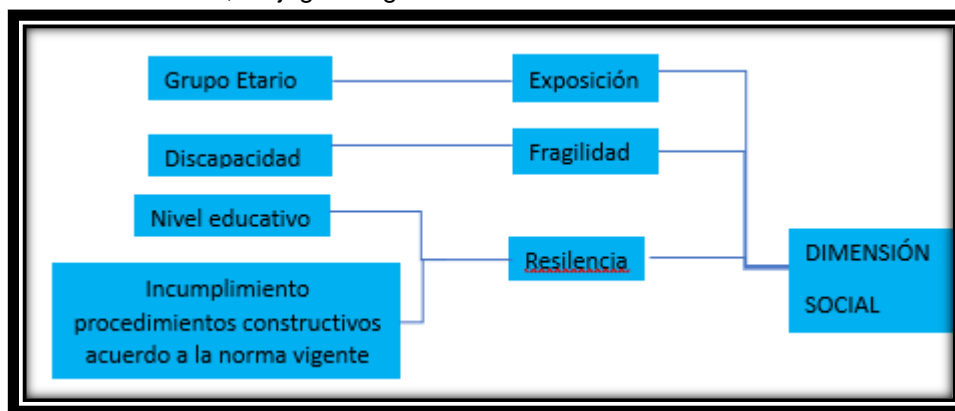 Grupo Etario
Exposición
Discapacidad
Fragilidad
Nivel educativo
Resilencia
Incumplimiento
procedimientos constructivos
acuerdo a la norma vigente
DIMENSIÓN
SOCIAL